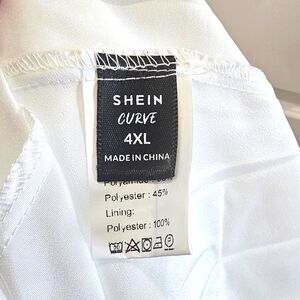 SHEIN
CURVE
4XL
MADE IN CHINA
Polyester : 45%
Lining:
Polyester : 100%